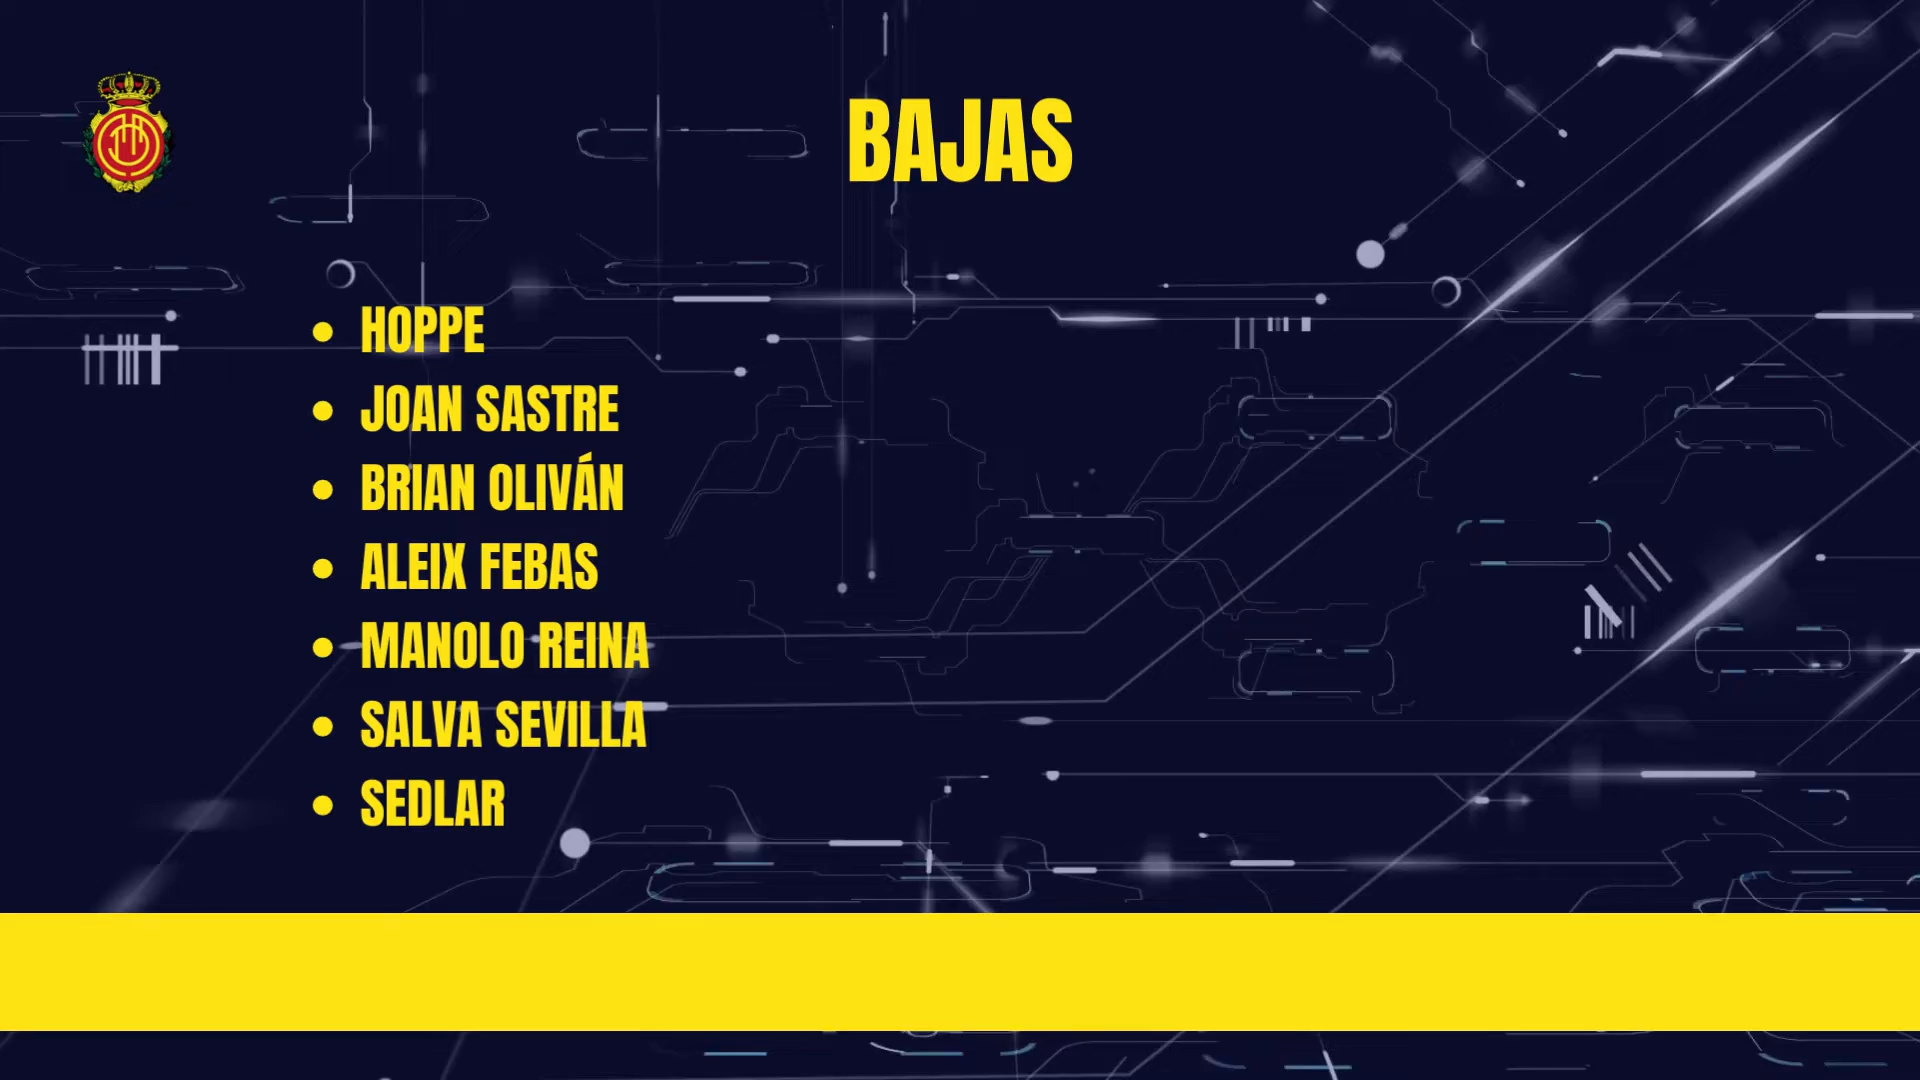 BAJAS
HOPPE
JOAN SASTRE
BRIAN OLIVÁN
ALEIX FEBAS
MANOLO REINA
SALVA SEVILLA
SEDLAR